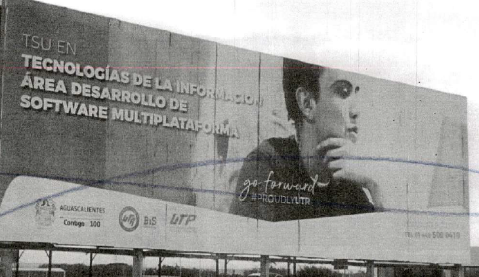 TSU EN
TECNOLOGÍAS DE LA INFORMACIÓN
ÁREA DESARROLLO DE
SOFTWARE MULTIPLATAFORMA
go forward
#PROUDLYUTR
AGUASCALIENTES
Contigo 100
BIS
UTP